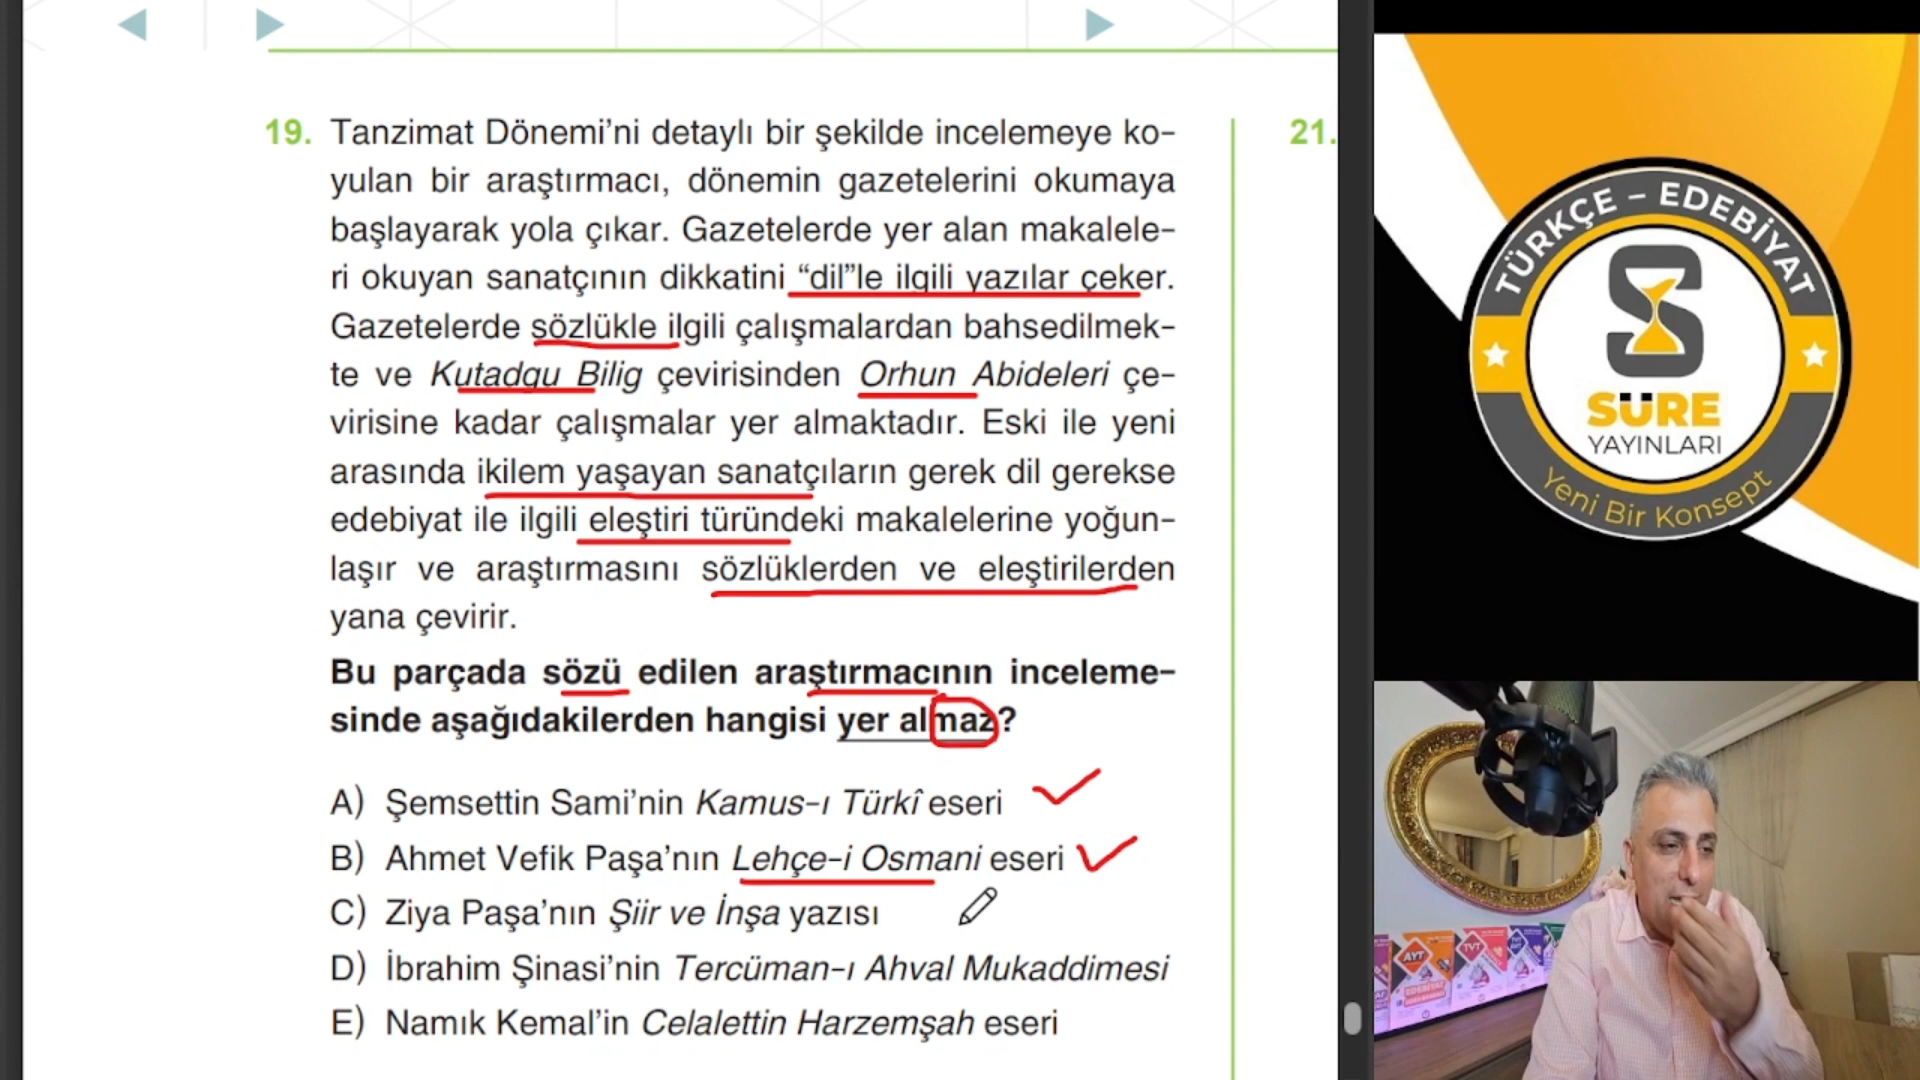 19. Tanzimat Dönemi’ni detaylı bir şekilde incelemeye ko-
yulan bir araştırmacı, dönemin gazetelerini okumaya
başlayarak yola çıkar. Gazetelerde yer alan makalele-
ri okuyan sanatçının dikkatini “dil”le ilgili yazılar çeker.
Gazetelerde sözlükle ilgili çalışmalardan bahsedilmek-
te ve Kutadgu Bilig çevirisinden Orhun Abideleri çe-
virisine kadar çalışmalar yer almaktadır. Eski ile yeni
arasında ikilem yaşayan sanatçıların gerek dil gerekse
edebiyat ile ilgili eleştiri türündeki makalelerine yoğun-
laşır ve araştırmasını sözlüklerden ve eleştirilerden
yana çevirir.
Bu parçada sözü edilen araştırmacının inceleme-
sinde aşağıdakilerden hangisi yer almaz?
A) Şemsettin Sami’nin Kamus-ı Türkî eseri
B) Ahmet Vefik Paşa’nın Lehçe-i Osmani eseri
C) Ziya Paşa’nın Şiir ve İnşa yazısı
D) İbrahim Şinasi’nin Tercüman-ı Ahval Mukaddimesi
E) Namık Kemal’in Celalettin Harzemşah eseri
21.
TÜRKÇE – EDEBİYAT
SÜRE
YAYINLARI
Yeni Bir Konsept
AYT
TVT